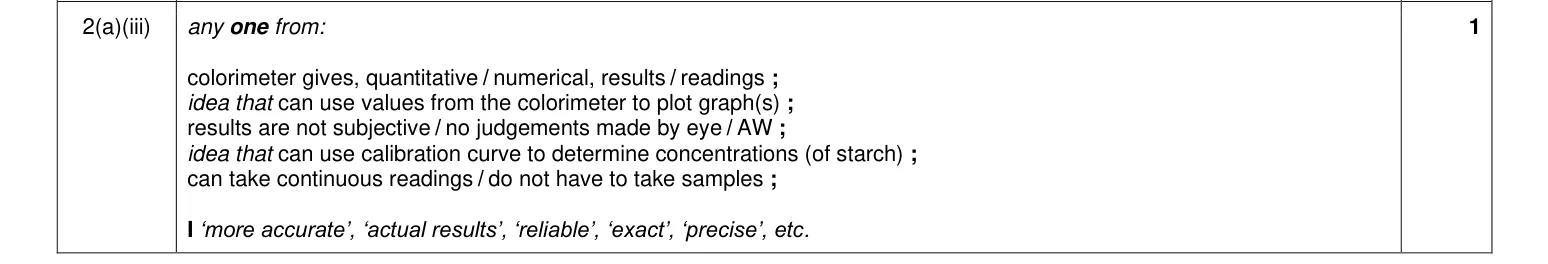 2(a)(iii) any one from: 1
colorimeter gives, quantitative / numerical, results / readings ;
idea that can use values from the colorimeter to plot graph(s) ;
results are not subjective / no judgements made by eye / AW ;
idea that can use calibration curve to determine concentrations (of starch) ;
can take continuous readings / do not have to take samples ;
I ‘more accurate’, ‘actual results’, ‘reliable’, ‘exact’, ‘precise’, etc.